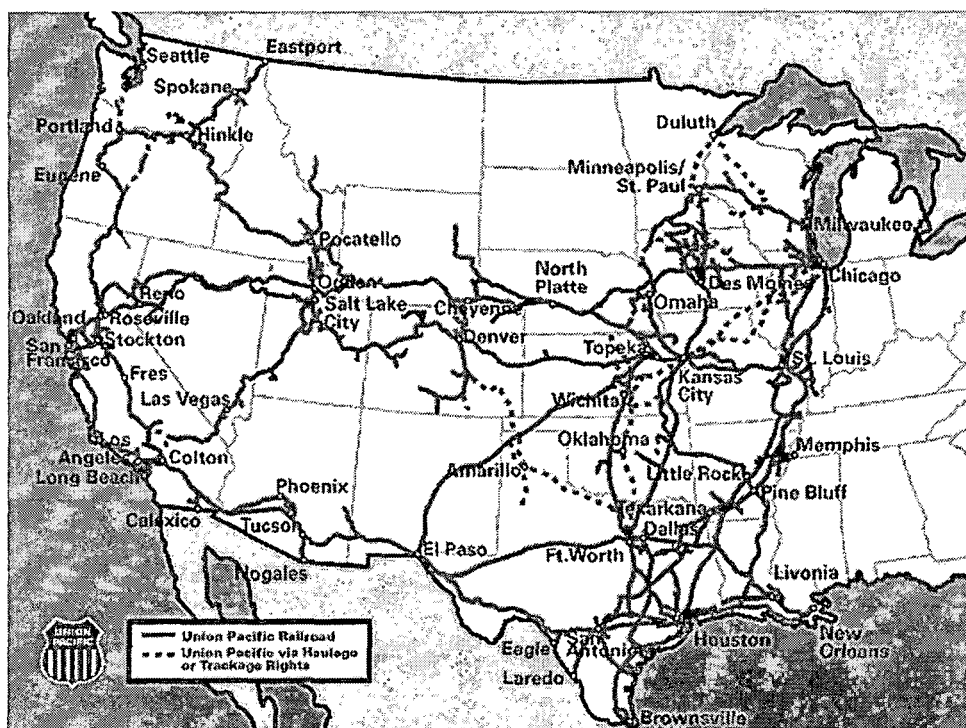 Eastport
Seattle
Spokane
Portland
Hinkle
Duluth
Eugene
Minneapolis/
St. Paul
Milwaukee
Pocatello
Ogden
North
Platte
Des Moines
Chicago
Reno
Salt Lake
City
Cheyenne
Omaha
Oakland
Roseville
Stockton
Denver
Topeka
San
Francisco
St. Louis
Fres
Kansas
City
Las Vegas
Wichita
Los
Angeles
Long Beach
Colton
Oklahoma
Memphis
Amarillo
Little Rock
Phoenix
Pine Bluff
Calexico
Tucson
Texarkana
Dallas
El Paso
Ft. Worth
Nogales
Livonia
UNION
PACIFIC
Union Pacific Railroad
Union Pacific via Haulage
or Trackage Rights
Eagle
San
Antonio
Houston
New
Orleans
Laredo
Brownsville